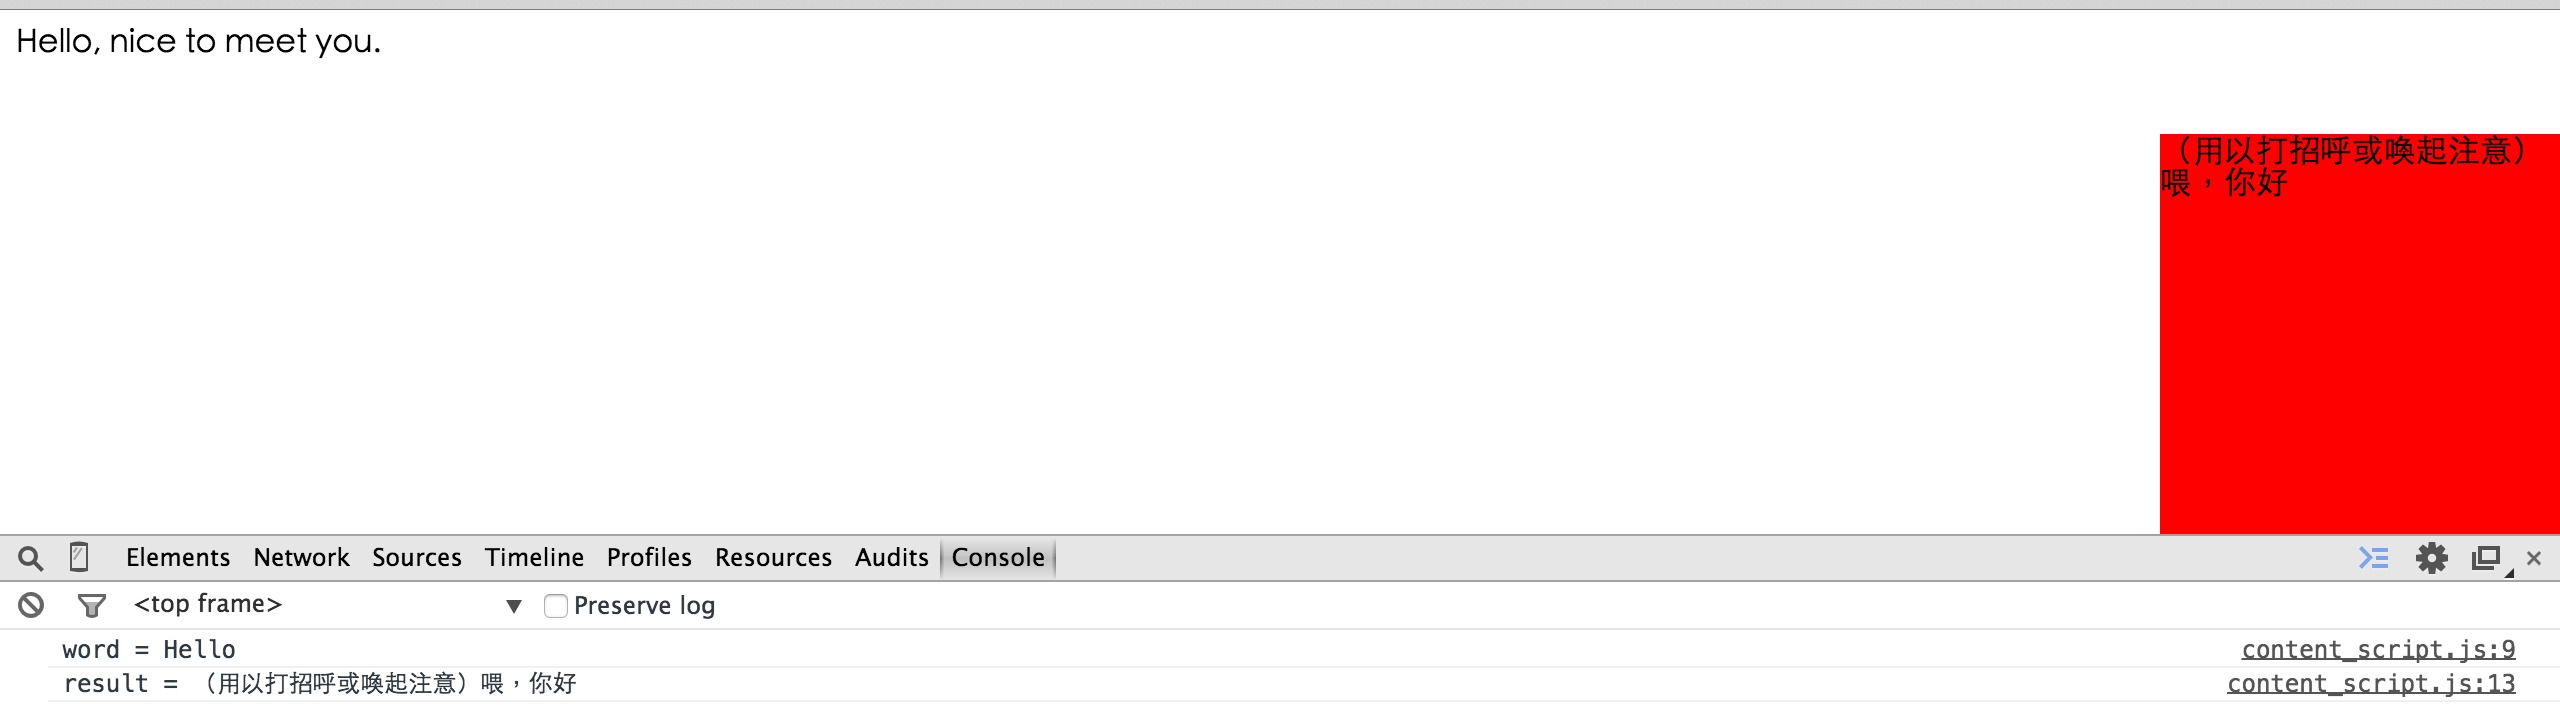 Hello, nice to meet you.
（用以打招呼或喚起注意）
喂，你好
Elements Network Sources Timeline Profiles Resources Audits Console
<top frame> ▼ Preserve log
word = Hello content_script.js:9
result = （用以打招呼或喚起注意）喂，你好 content_script.js:13